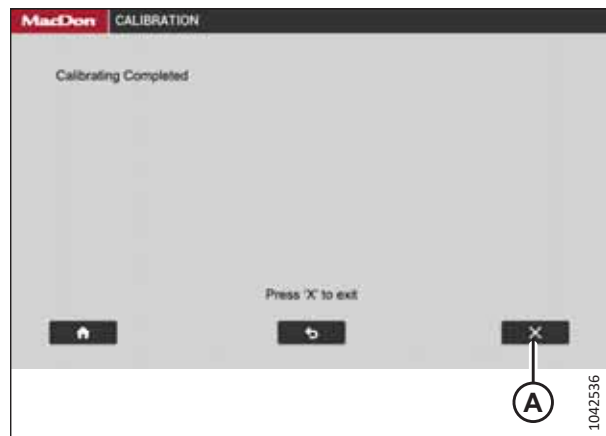 MacDon CALIBRATION
Calibrating Completed
Press 'X' to exit
A
1042536